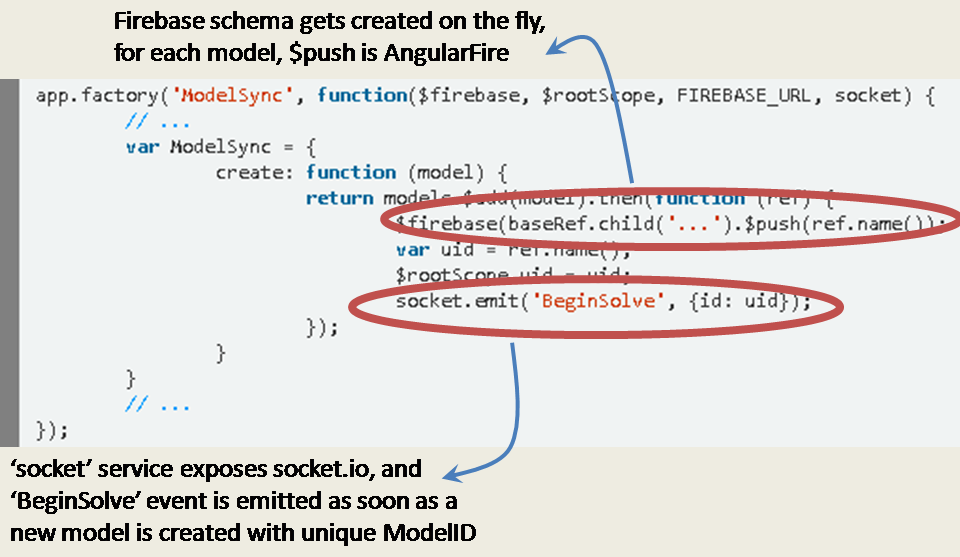 Firebase schema gets created on the fly,
for each model, $push is AngularFire
app.factory('ModelSync', function($firebase, $rootScope, FIREBASE_URL, socket) {
// ...
var ModelSync = {
create: function (model) {
return models.$add(model).then(function (ref) {
$firebase(baseRef.child('...').$push(ref.name());
var uid = ref.name();
$rootScope.uid = uid;
socket.emit('BeginSolve', {id: uid});
});
}
}
// ...
});
‘socket’ service exposes socket.io, and
‘BeginSolve’ event is emitted as soon as a
new model is created with unique ModelID